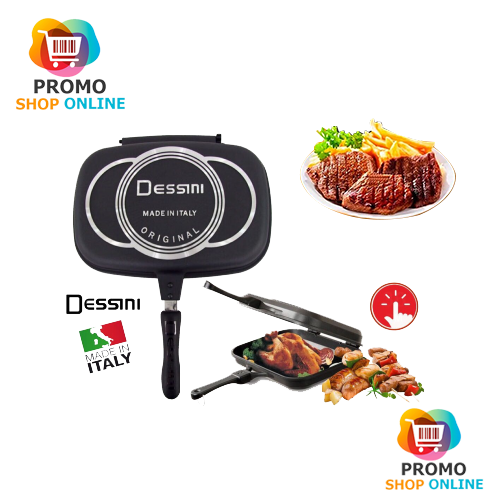 PROMO
SHOP ONLINE
DESSINI
MADE IN ITALY
ORIGINAL
DESSINI
MADE IN
ITALY
PROMO
SHOP ONLINE